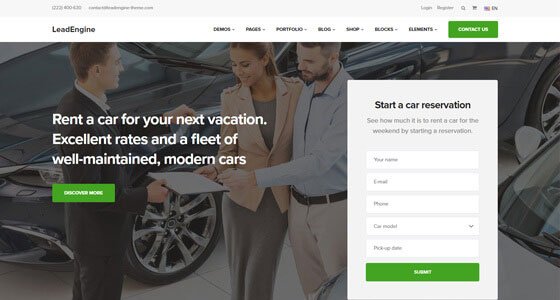 (222) 400-630 contact@leadengine-theme.com Login Register EN
LeadEngine DEMOS PAGES PORTFOLIO BLOG SHOP BLOCKS ELEMENTS CONTACT US
Rent a car for your next vacation.
Excellent rates and a fleet of
well-maintained, modern cars
DISCOVER MORE
Start a car reservation
See how much it is to rent a car for the
weekend by starting a reservation.
Your name
E-mail
Phone
Car model
Pick-up date
SUBMIT